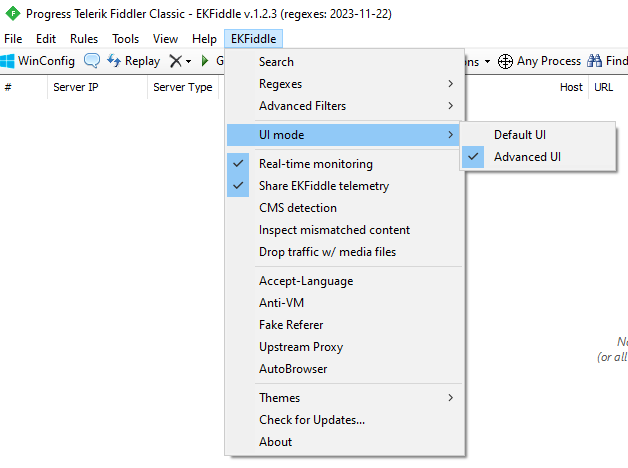 Progress Telerik Fiddler Classic - EKFiddle v.1.2.3 (regexes: 2023-11-22)
File Edit Rules Tools View Help EKFiddle
WinConfig Replay G ns Any Process Find
# Server IP Server Type Host URL
Search
Regexes
Advanced Filters
UI mode
Default UI
Advanced UI
Real-time monitoring
Share EKFiddle telemetry
CMS detection
Inspect mismatched content
Drop traffic w/ media files
Accept-Language
Anti-VM
Fake Referer
Upstream Proxy
AutoBrowser
No
(or all
Themes
Check for Updates...
About